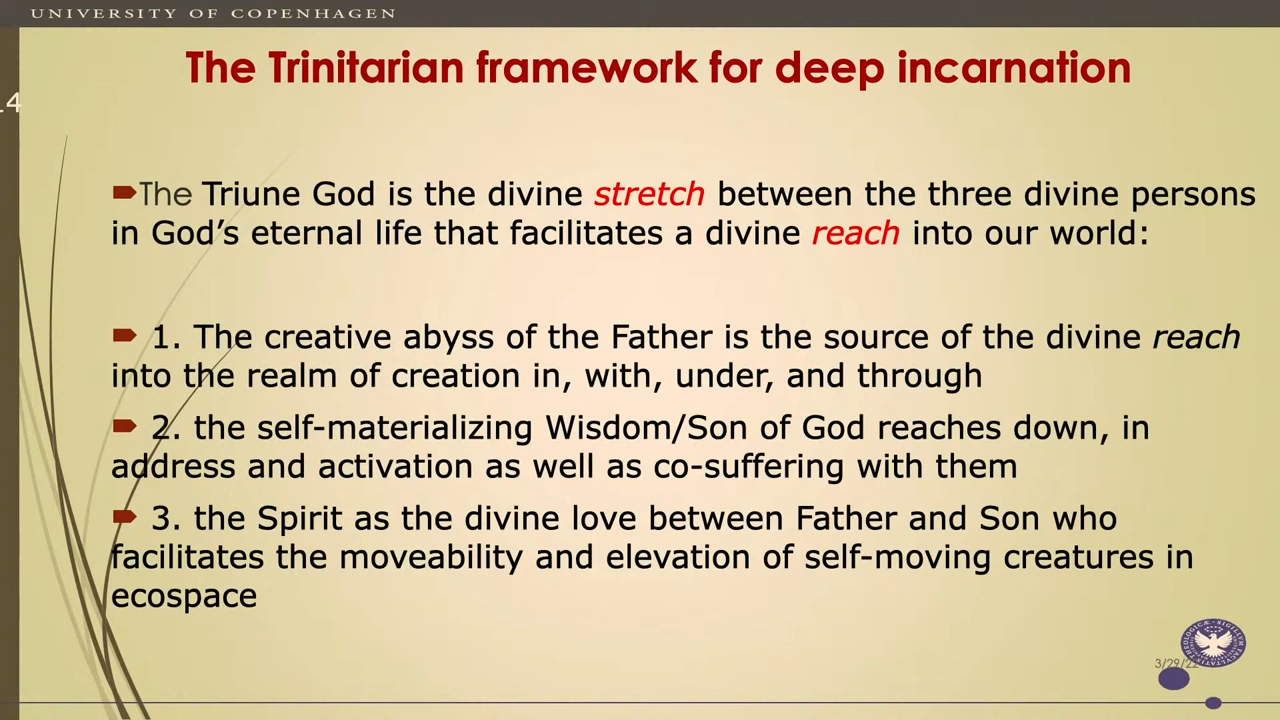 UNIVERSITY OF COPENHAGEN
The Trinitarian framework for deep incarnation
14
The Triune God is the divine stretch between the three divine persons
in God’s eternal life that facilitates a divine reach into our world:
1. The creative abyss of the Father is the source of the divine reach
into the realm of creation in, with, under, and through
2. the self-materializing Wisdom/Son of God reaches down, in
address and activation as well as co-suffering with them
3. the Spirit as the divine love between Father and Son who
facilitates the moveability and elevation of self-moving creatures in
ecospace
3/29/22